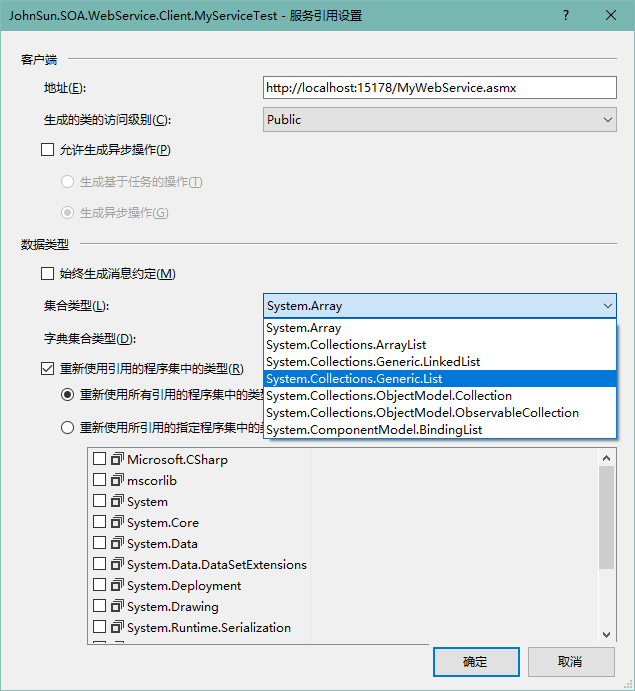 JohnSun.SOA.WebService.Client.MyServiceTest - 服务引用设置
客户端
地址(E):
http://localhost:15178/MyWebService.asmx
生成的类的访问级别(C):
Public
允许生成异步操作(P)
生成基于任务的操作(T)
生成异步操作(G)
数据类型
始终生成消息约定(M)
集合类型(L):
System.Array
System.Array
System.Collections.ArrayList
字典集合类型(D):
System.Collections.Generic.LinkedList
重新使用引用的程序集中的类型(R)
System.Collections.Generic.List
重新使用所有引用的程序集中的类型
System.Collections.ObjectModel.Collection
System.Collections.ObjectModel.ObservableCollection
重新使用所引用的指定程序集中的类
System.ComponentModel.BindingList
Microsoft.CSharp
mscorlib
System
System.Core
System.Data
System.Data.DataSetExtensions
System.Deployment
System.Drawing
System.Runtime.Serialization
确定
取消